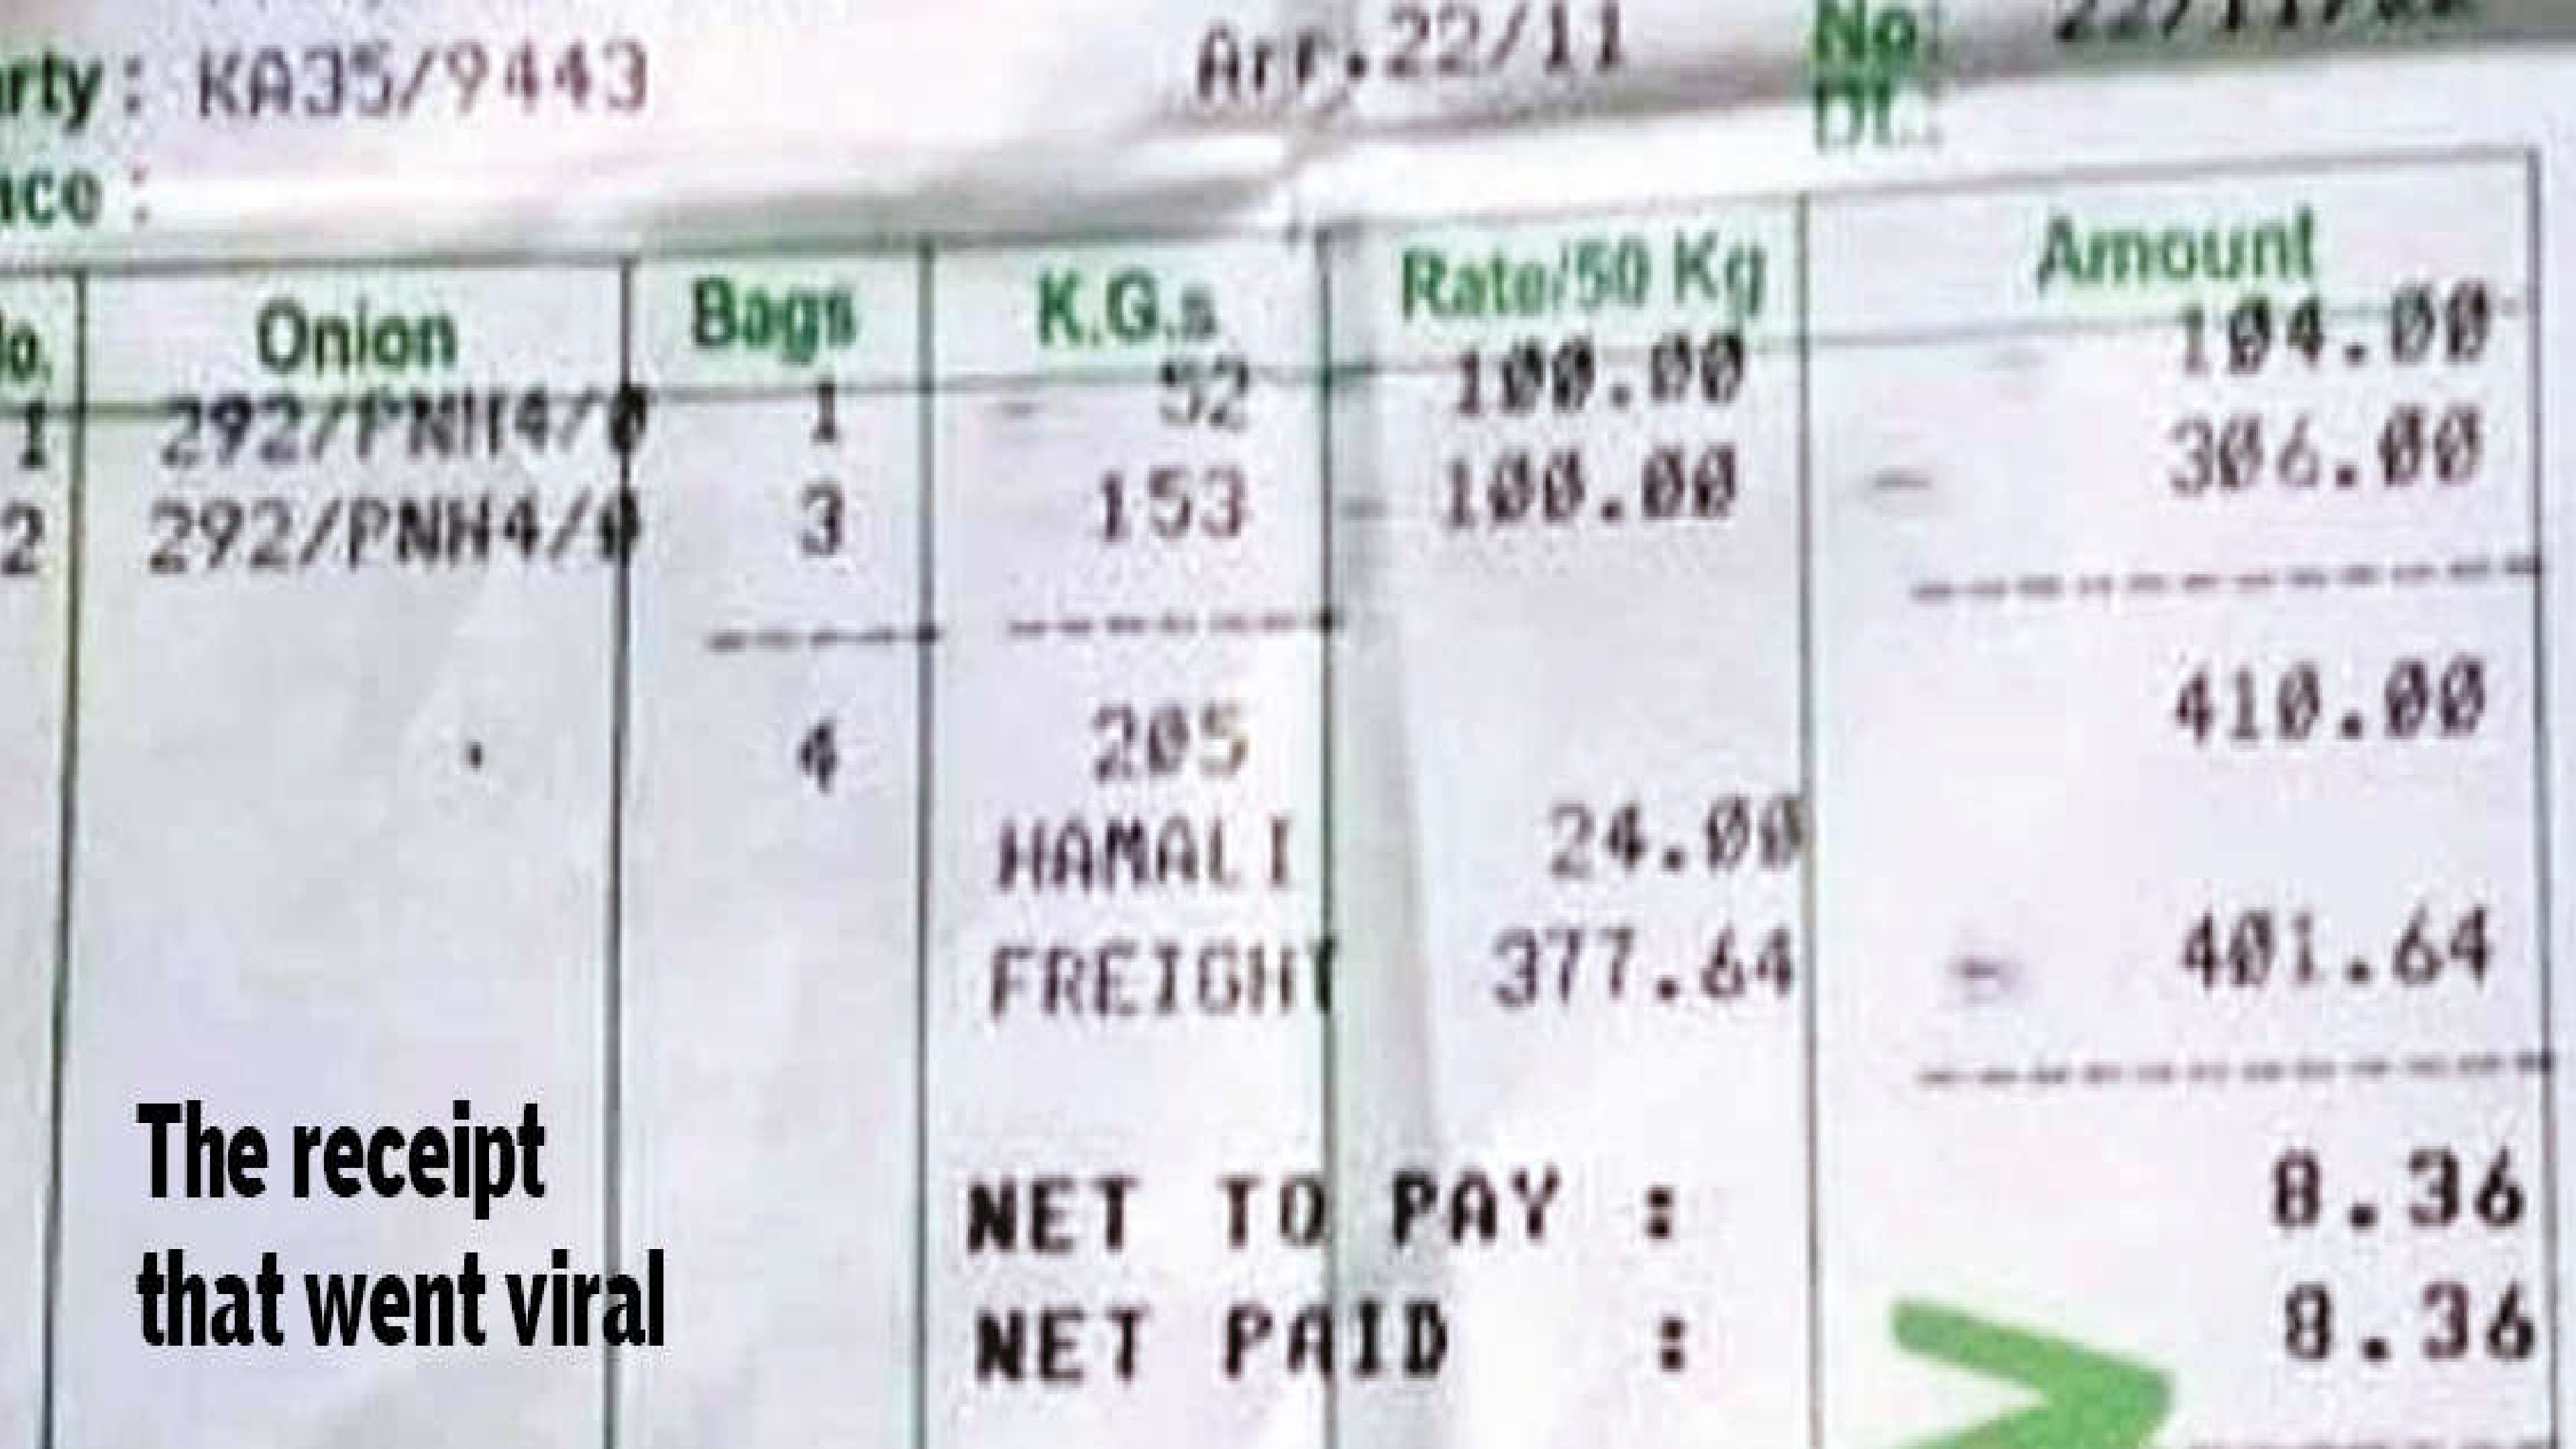 arty : KA35/9443 Arr.22/11 No
Dt.
ace :
No. Onion Bags K.G.s Rate/50 Kg Amount
1 292/PNH4/0 1 52 100.00 104.00
2 292/PNH4/0 3 153 100.00 306.00
4 205 410.00
HAMALI 24.00
FREIGHT 377.64 - 401.64
NET TO PAY : 8.36
NET PAID : 8.36
The receipt
that went viral